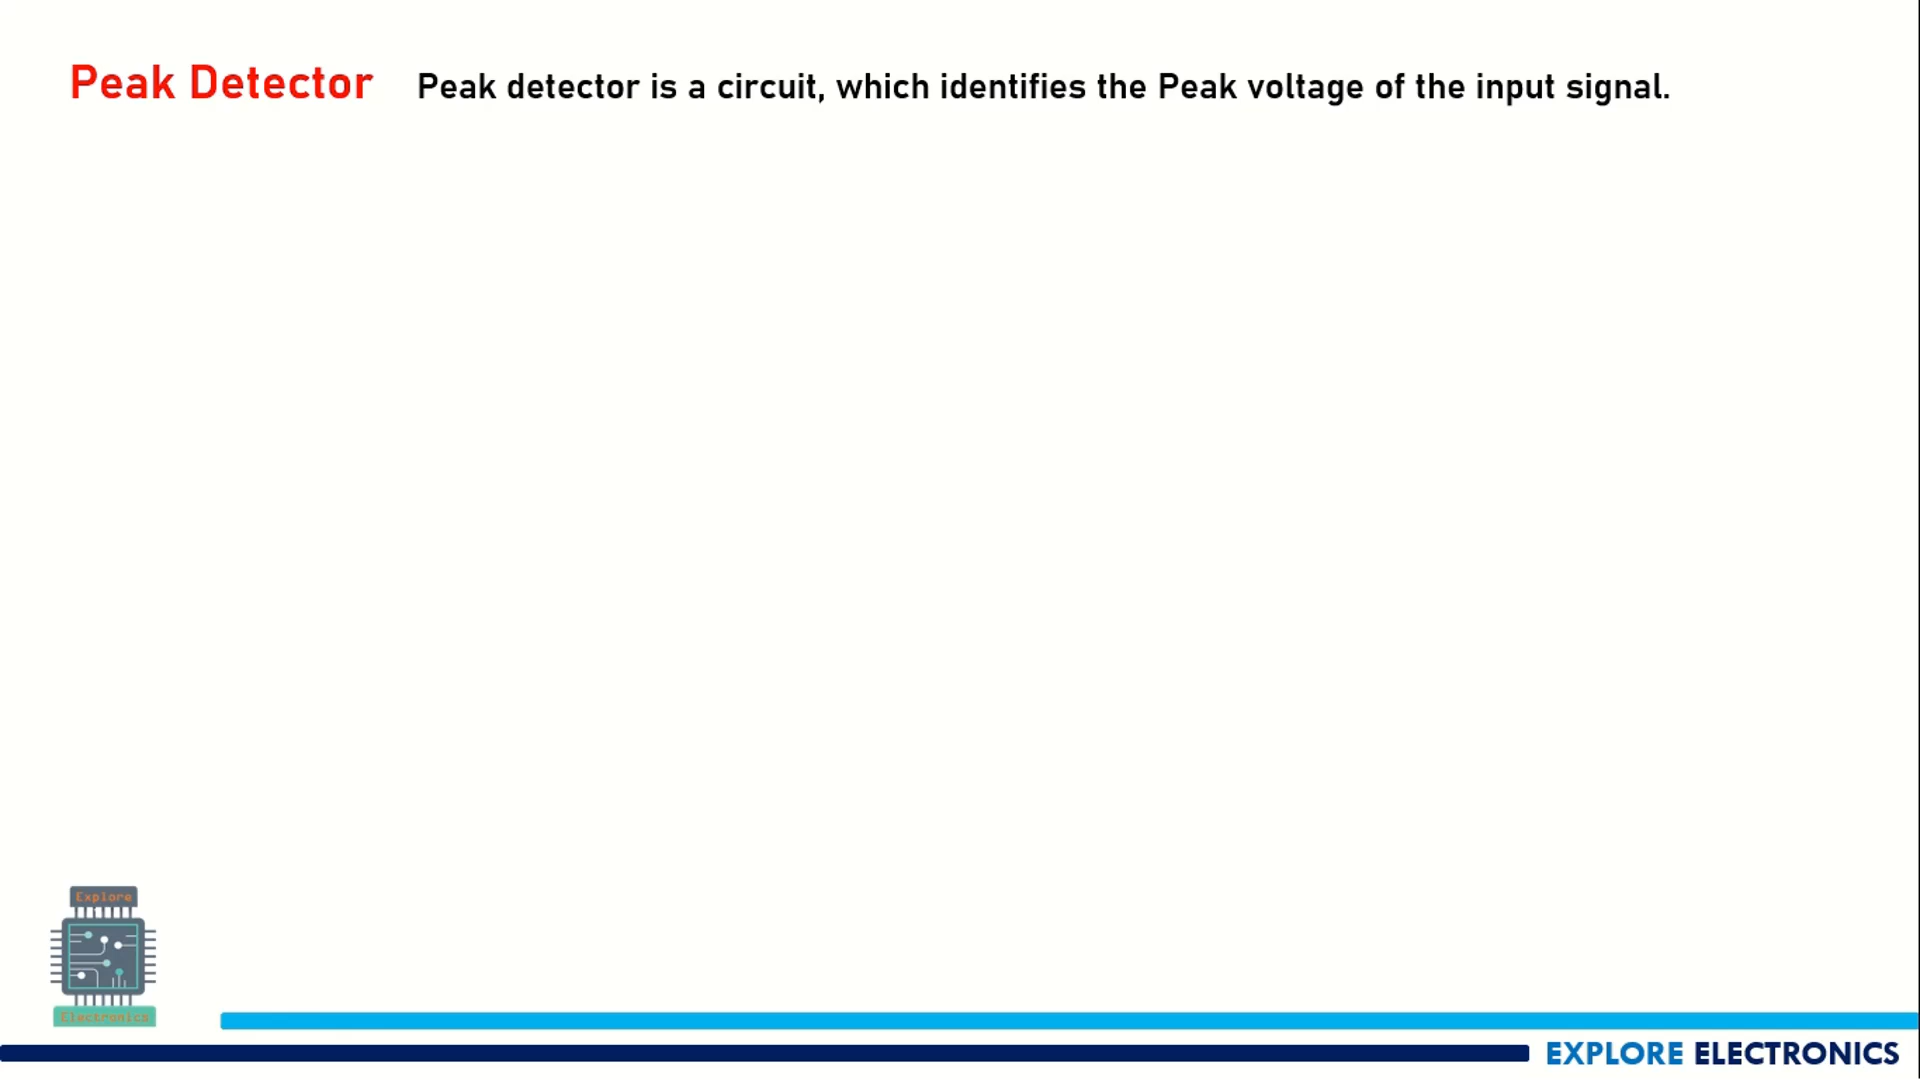 Peak Detector Peak detector is a circuit, which identifies the Peak voltage of the input signal.
Explore
Electronics
EXPLORE ELECTRONICS